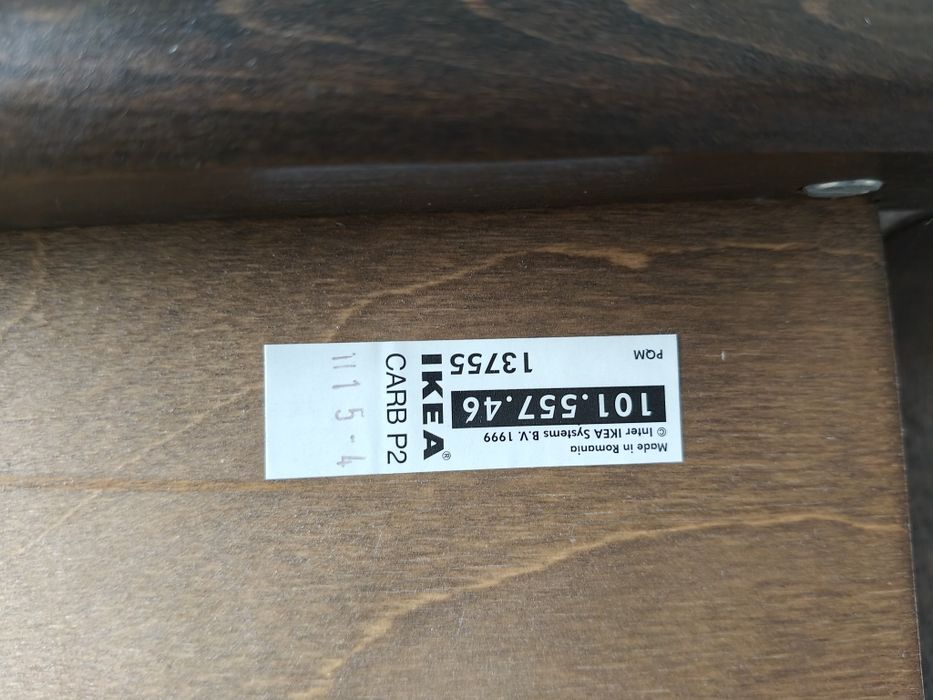 Made in Romania
© Inter IKEA Systems B.V. 1999
101.557.46
PQM
13755
IKEA®
CARB P2
1115-4